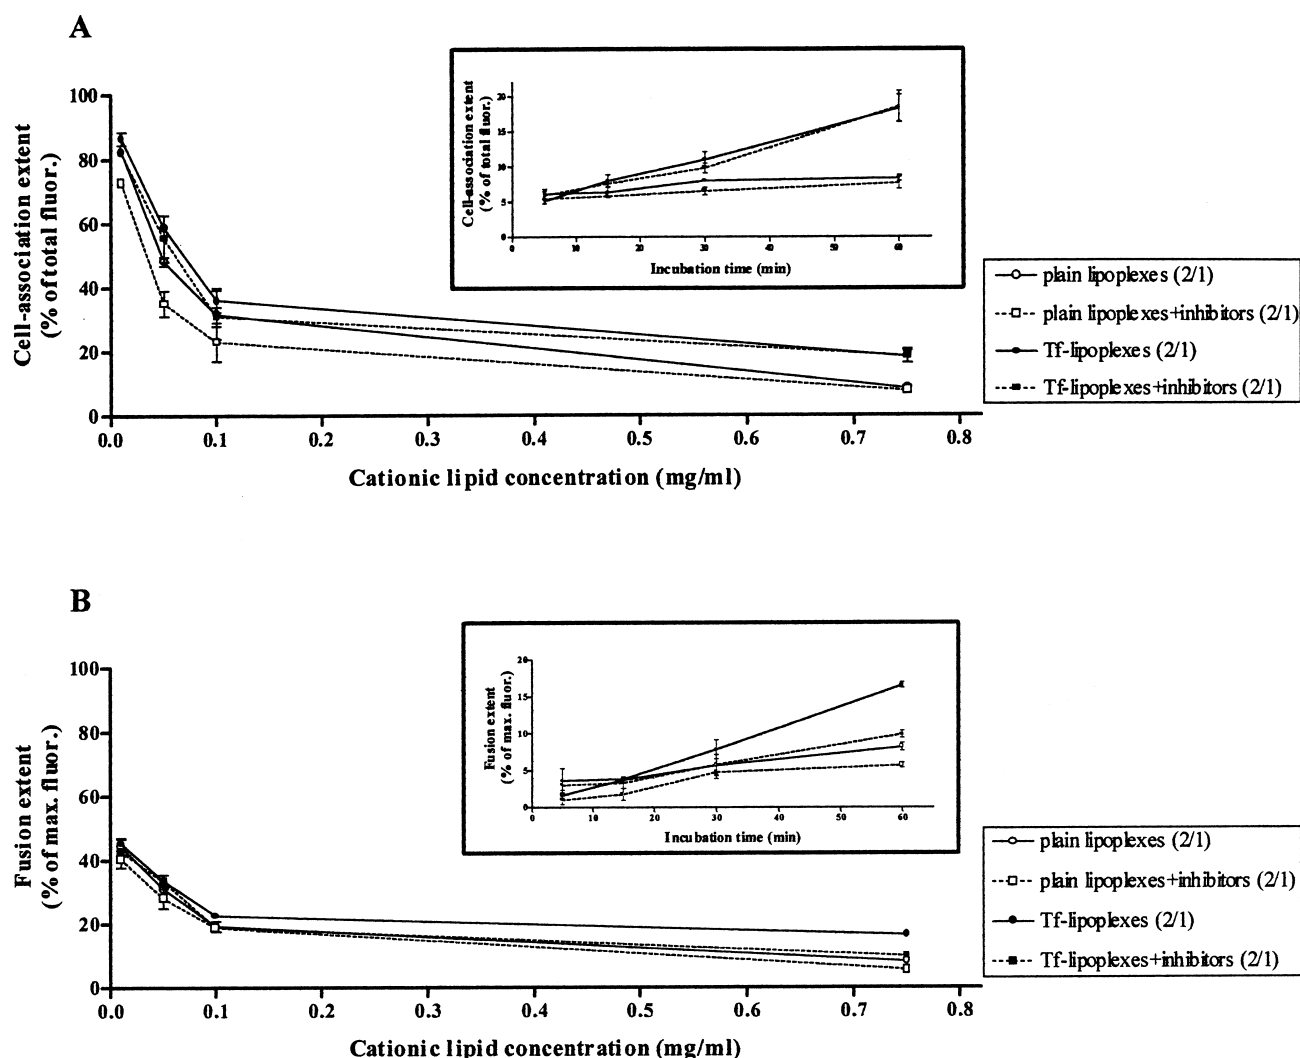 A
Cell-association extent
(% of total fluor.)
100
80
60
40
20
0
0.0 0.1 0.2 0.3 0.4 0.5 0.6 0.7 0.8
Cationic lipid concentration (mg/ml)
Cell-association extent
(% of total fluor.)
20
15
10
5
0
0 10 20 30 40 50 60
Incubation time (min)
plain lipoplexes (2/1)
plain lipoplexes+inhibitors (2/1)
Tf-lipoplexes (2/1)
Tf-lipoplexes+inhibitors (2/1)
B
Fusion extent
(% of max. fluor.)
100
80
60
40
20
0
0.0 0.1 0.2 0.3 0.4 0.5 0.6 0.7 0.8
Cationic lipid concentration (mg/ml)
Fusion extent
(% of max. fluor.)
20
15
10
5
0
0 10 20 30 40 50 60
Incubation time (min)
plain lipoplexes (2/1)
plain lipoplexes+inhibitors (2/1)
Tf-lipoplexes (2/1)
Tf-lipoplexes+inhibitors (2/1)